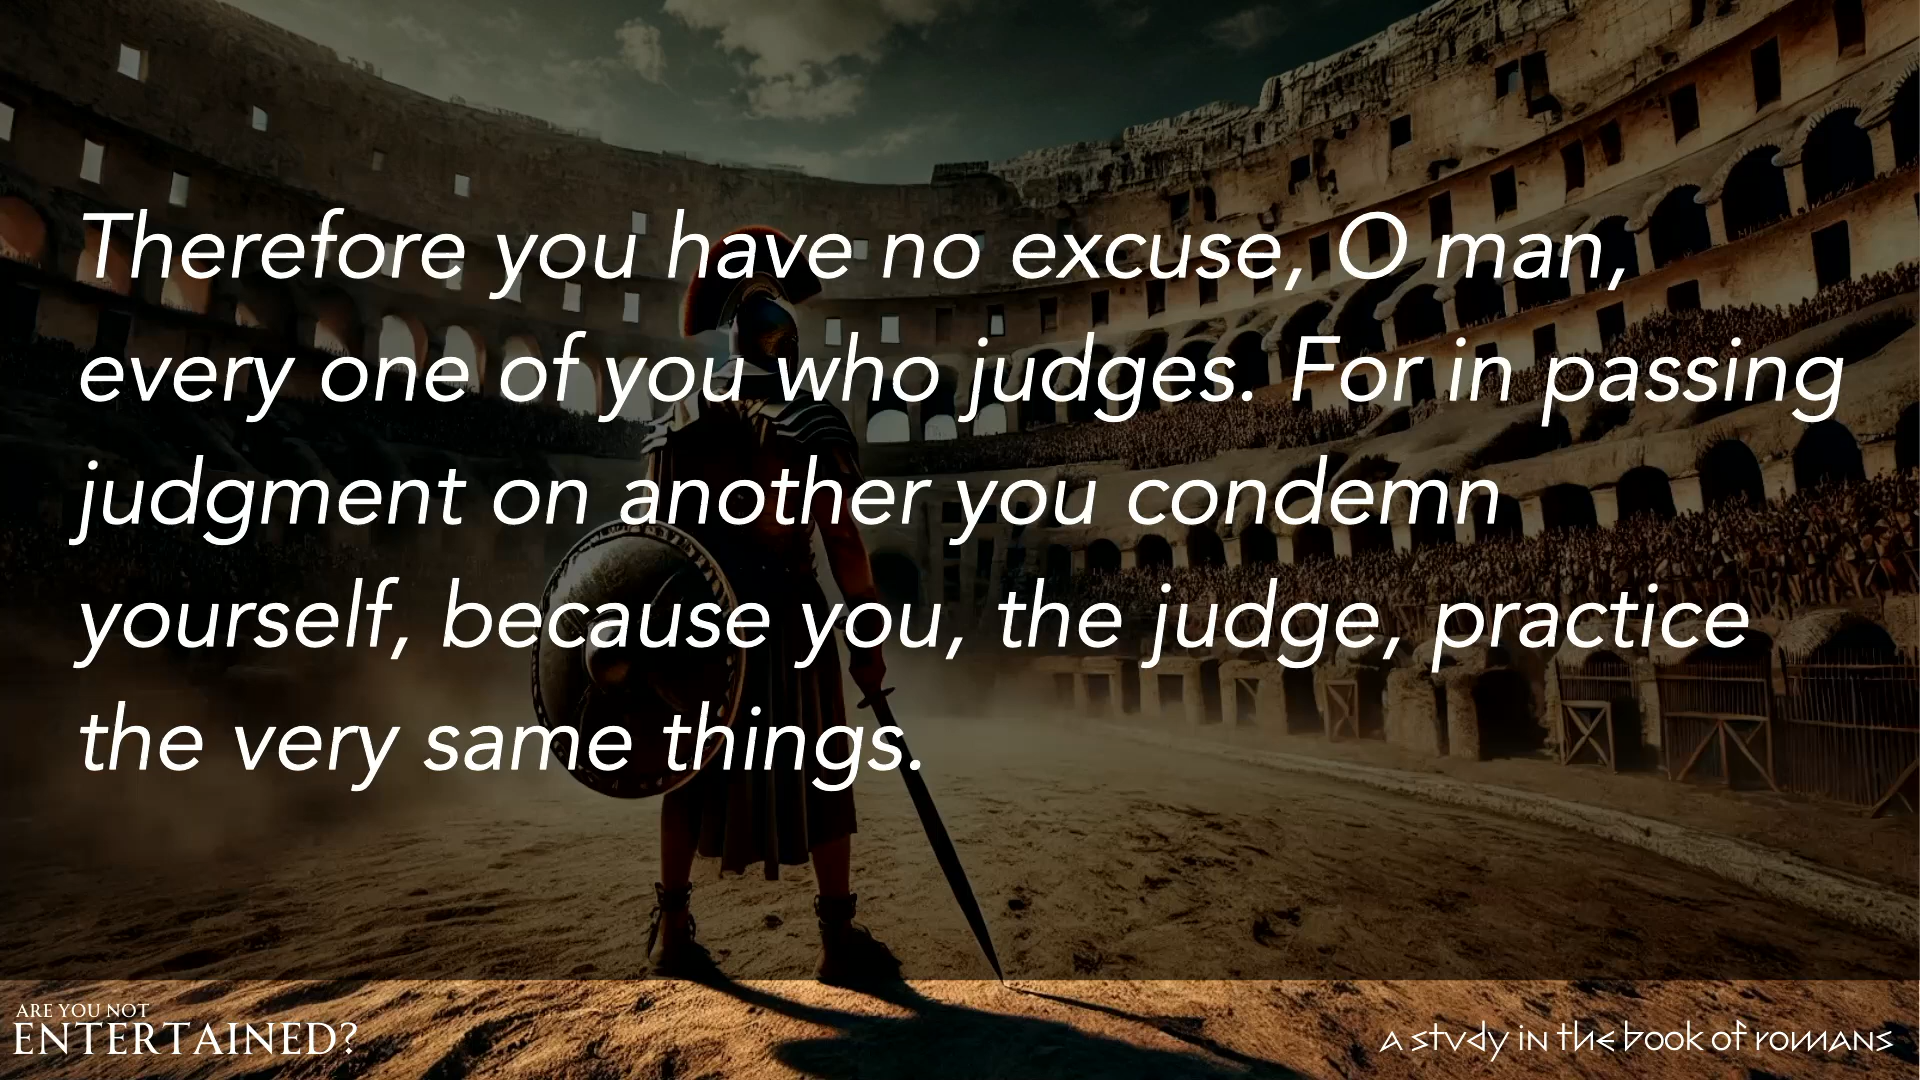 Therefore you have no excuse, O man,
every one of you who judges. For in passing
judgment on another you condemn
yourself, because you, the judge, practice
the very same things.
ARE YOU NOT
ENTERTAINED?
a study in the book of romans